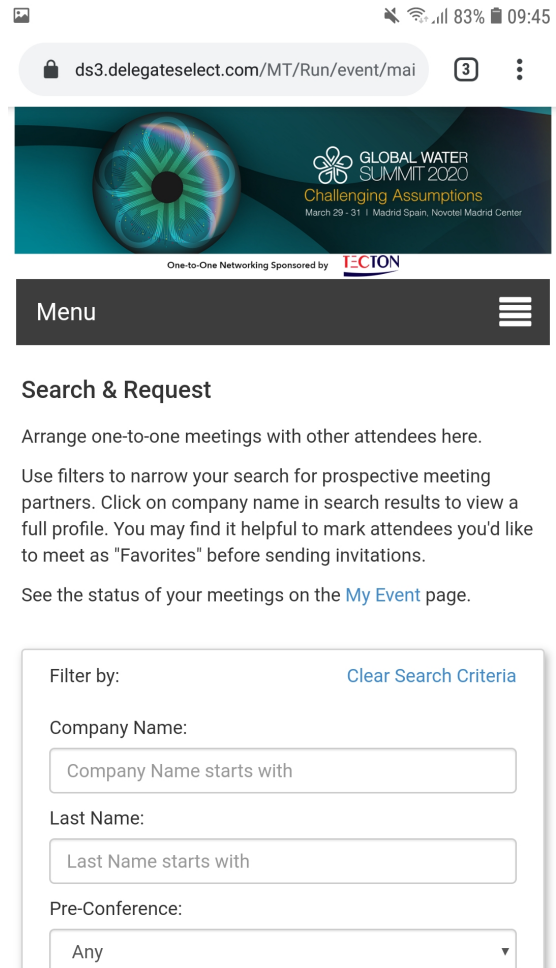 83% 09:45
ds3.delegateselect.com/MT/Run/event/mai
3
GLOBAL WATER
SUMMIT 2020
Challenging Assumptions
March 29 - 31 | Madrid Spain, Novotel Madrid Center
One-to-One Networking Sponsored by TECTON
Menu
Search & Request
Arrange one-to-one meetings with other attendees here.
Use filters to narrow your search for prospective meeting
partners. Click on company name in search results to view a
full profile. You may find it helpful to mark attendees you'd like
to meet as "Favorites" before sending invitations.
See the status of your meetings on the My Event page.
Filter by: Clear Search Criteria
Company Name:
Company Name starts with
Last Name:
Last Name starts with
Pre-Conference:
Any